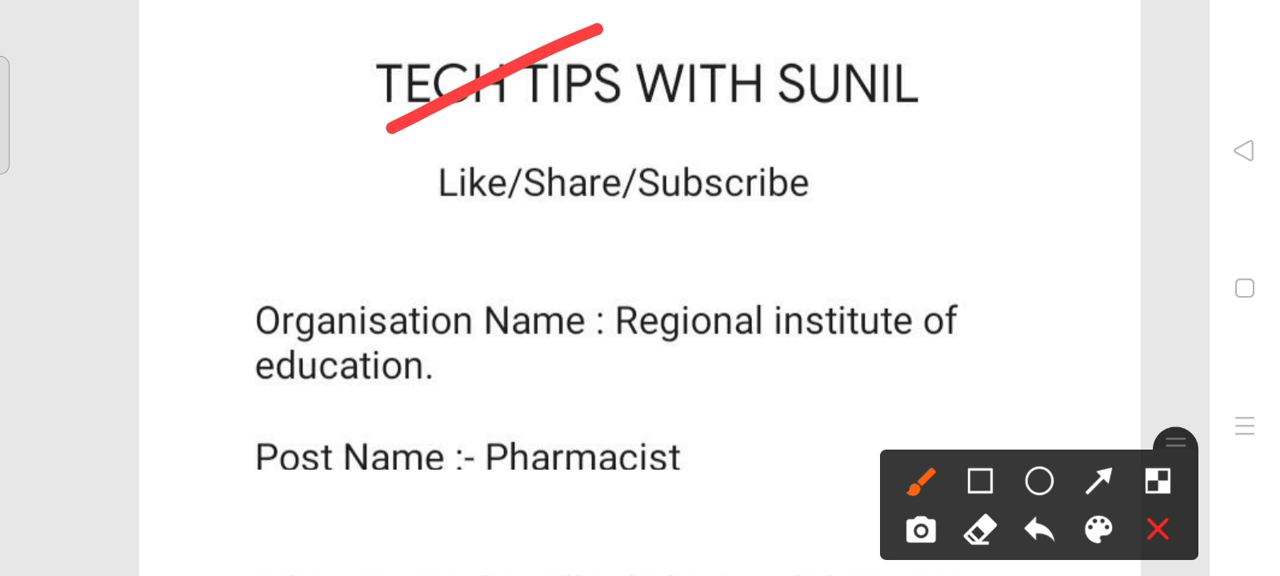 TECH TIPS WITH SUNIL
Like/Share/Subscribe
Organisation Name : Regional institute of
education.
Post Name :- Pharmacist